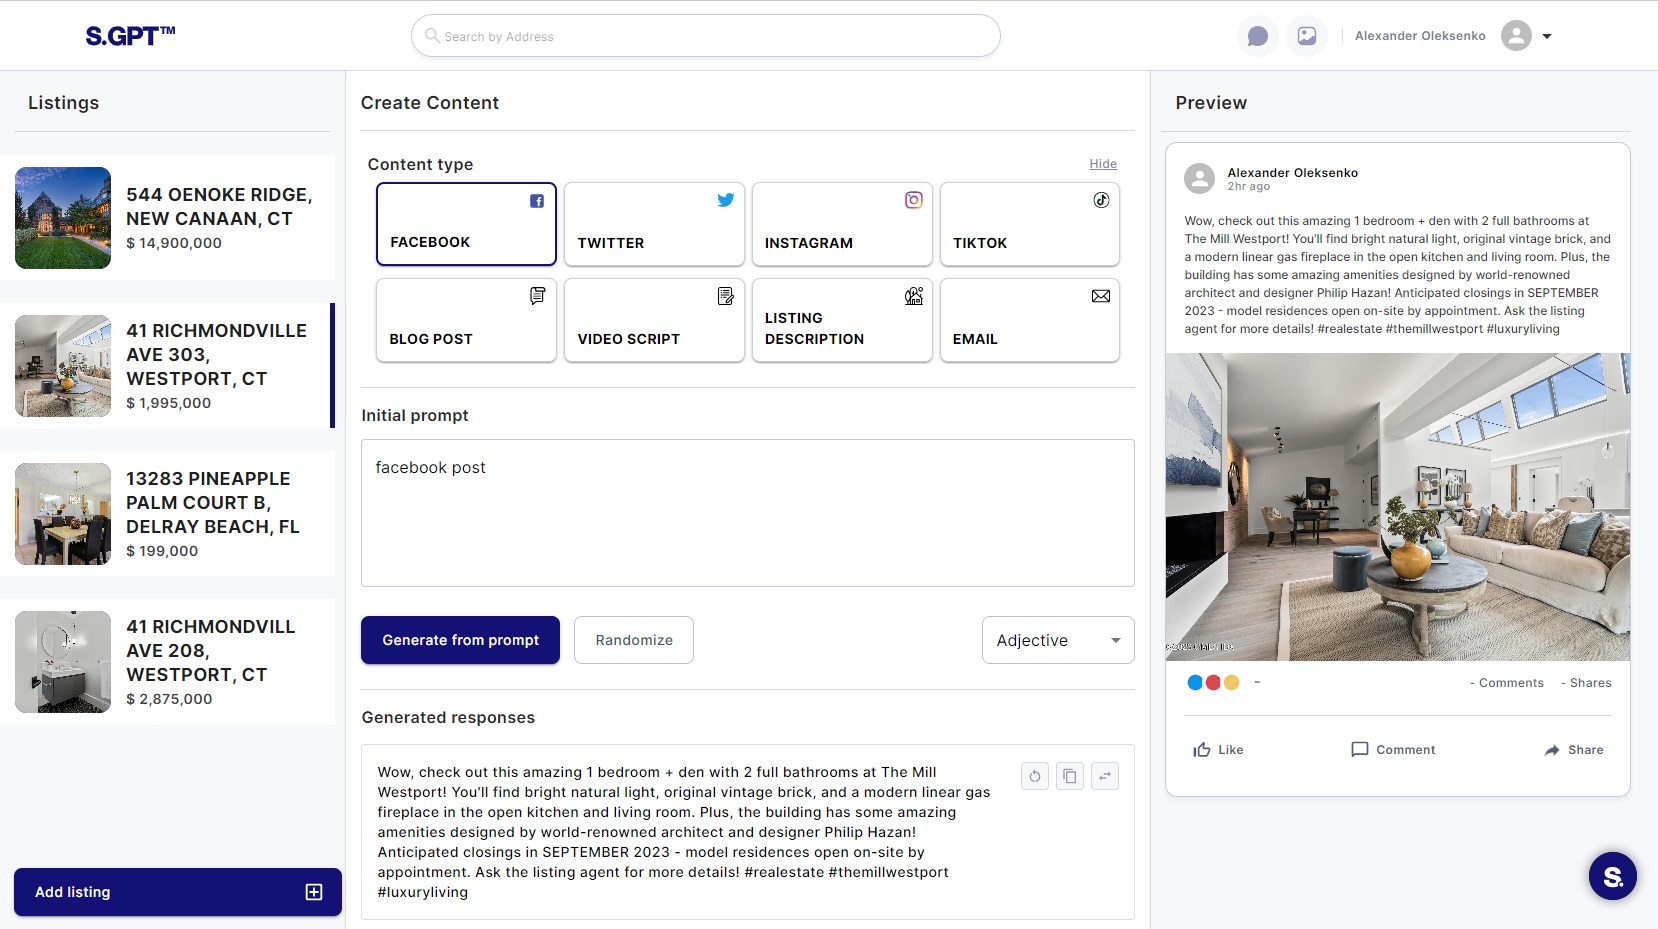 S.GPT™
Search by Address
Alexander Oleksenko
Listings
544 OENOKE RIDGE,
NEW CANAAN, CT
$ 14,900,000
41 RICHMONDVILLE
AVE 303,
WESTPORT, CT
$ 1,995,000
13283 PINEAPPLE
PALM COURT B,
DELRAY BEACH, FL
$ 199,000
41 RICHMONDVILL
AVE 208,
WESTPORT, CT
$ 2,875,000
Add listing
Create Content
Content type
Hide
FACEBOOK
TWITTER
INSTAGRAM
TIKTOK
BLOG POST
VIDEO SCRIPT
LISTING
DESCRIPTION
EMAIL
Initial prompt
facebook post
Generate from prompt
Randomize
Adjective
Generated responses
Wow, check out this amazing 1 bedroom + den with 2 full bathrooms at The Mill
Westport! You'll find bright natural light, original vintage brick, and a modern linear gas
fireplace in the open kitchen and living room. Plus, the building has some amazing
amenities designed by world-renowned architect and designer Philip Hazan!
Anticipated closings in SEPTEMBER 2023 - model residences open on-site by
appointment. Ask the listing agent for more details! #realestate #themillwestport
#luxuryliving
Preview
Alexander Oleksenko
2hr ago
Wow, check out this amazing 1 bedroom + den with 2 full bathrooms at
The Mill Westport! You'll find bright natural light, original vintage brick, and
a modern linear gas fireplace in the open kitchen and living room. Plus, the
building has some amazing amenities designed by world-renowned
architect and designer Philip Hazan! Anticipated closings in SEPTEMBER
2023 - model residences open on-site by appointment. Ask the listing
agent for more details! #realestate #themillwestport #luxuryliving
-
- Comments - Shares
Like
Comment
Share
S.